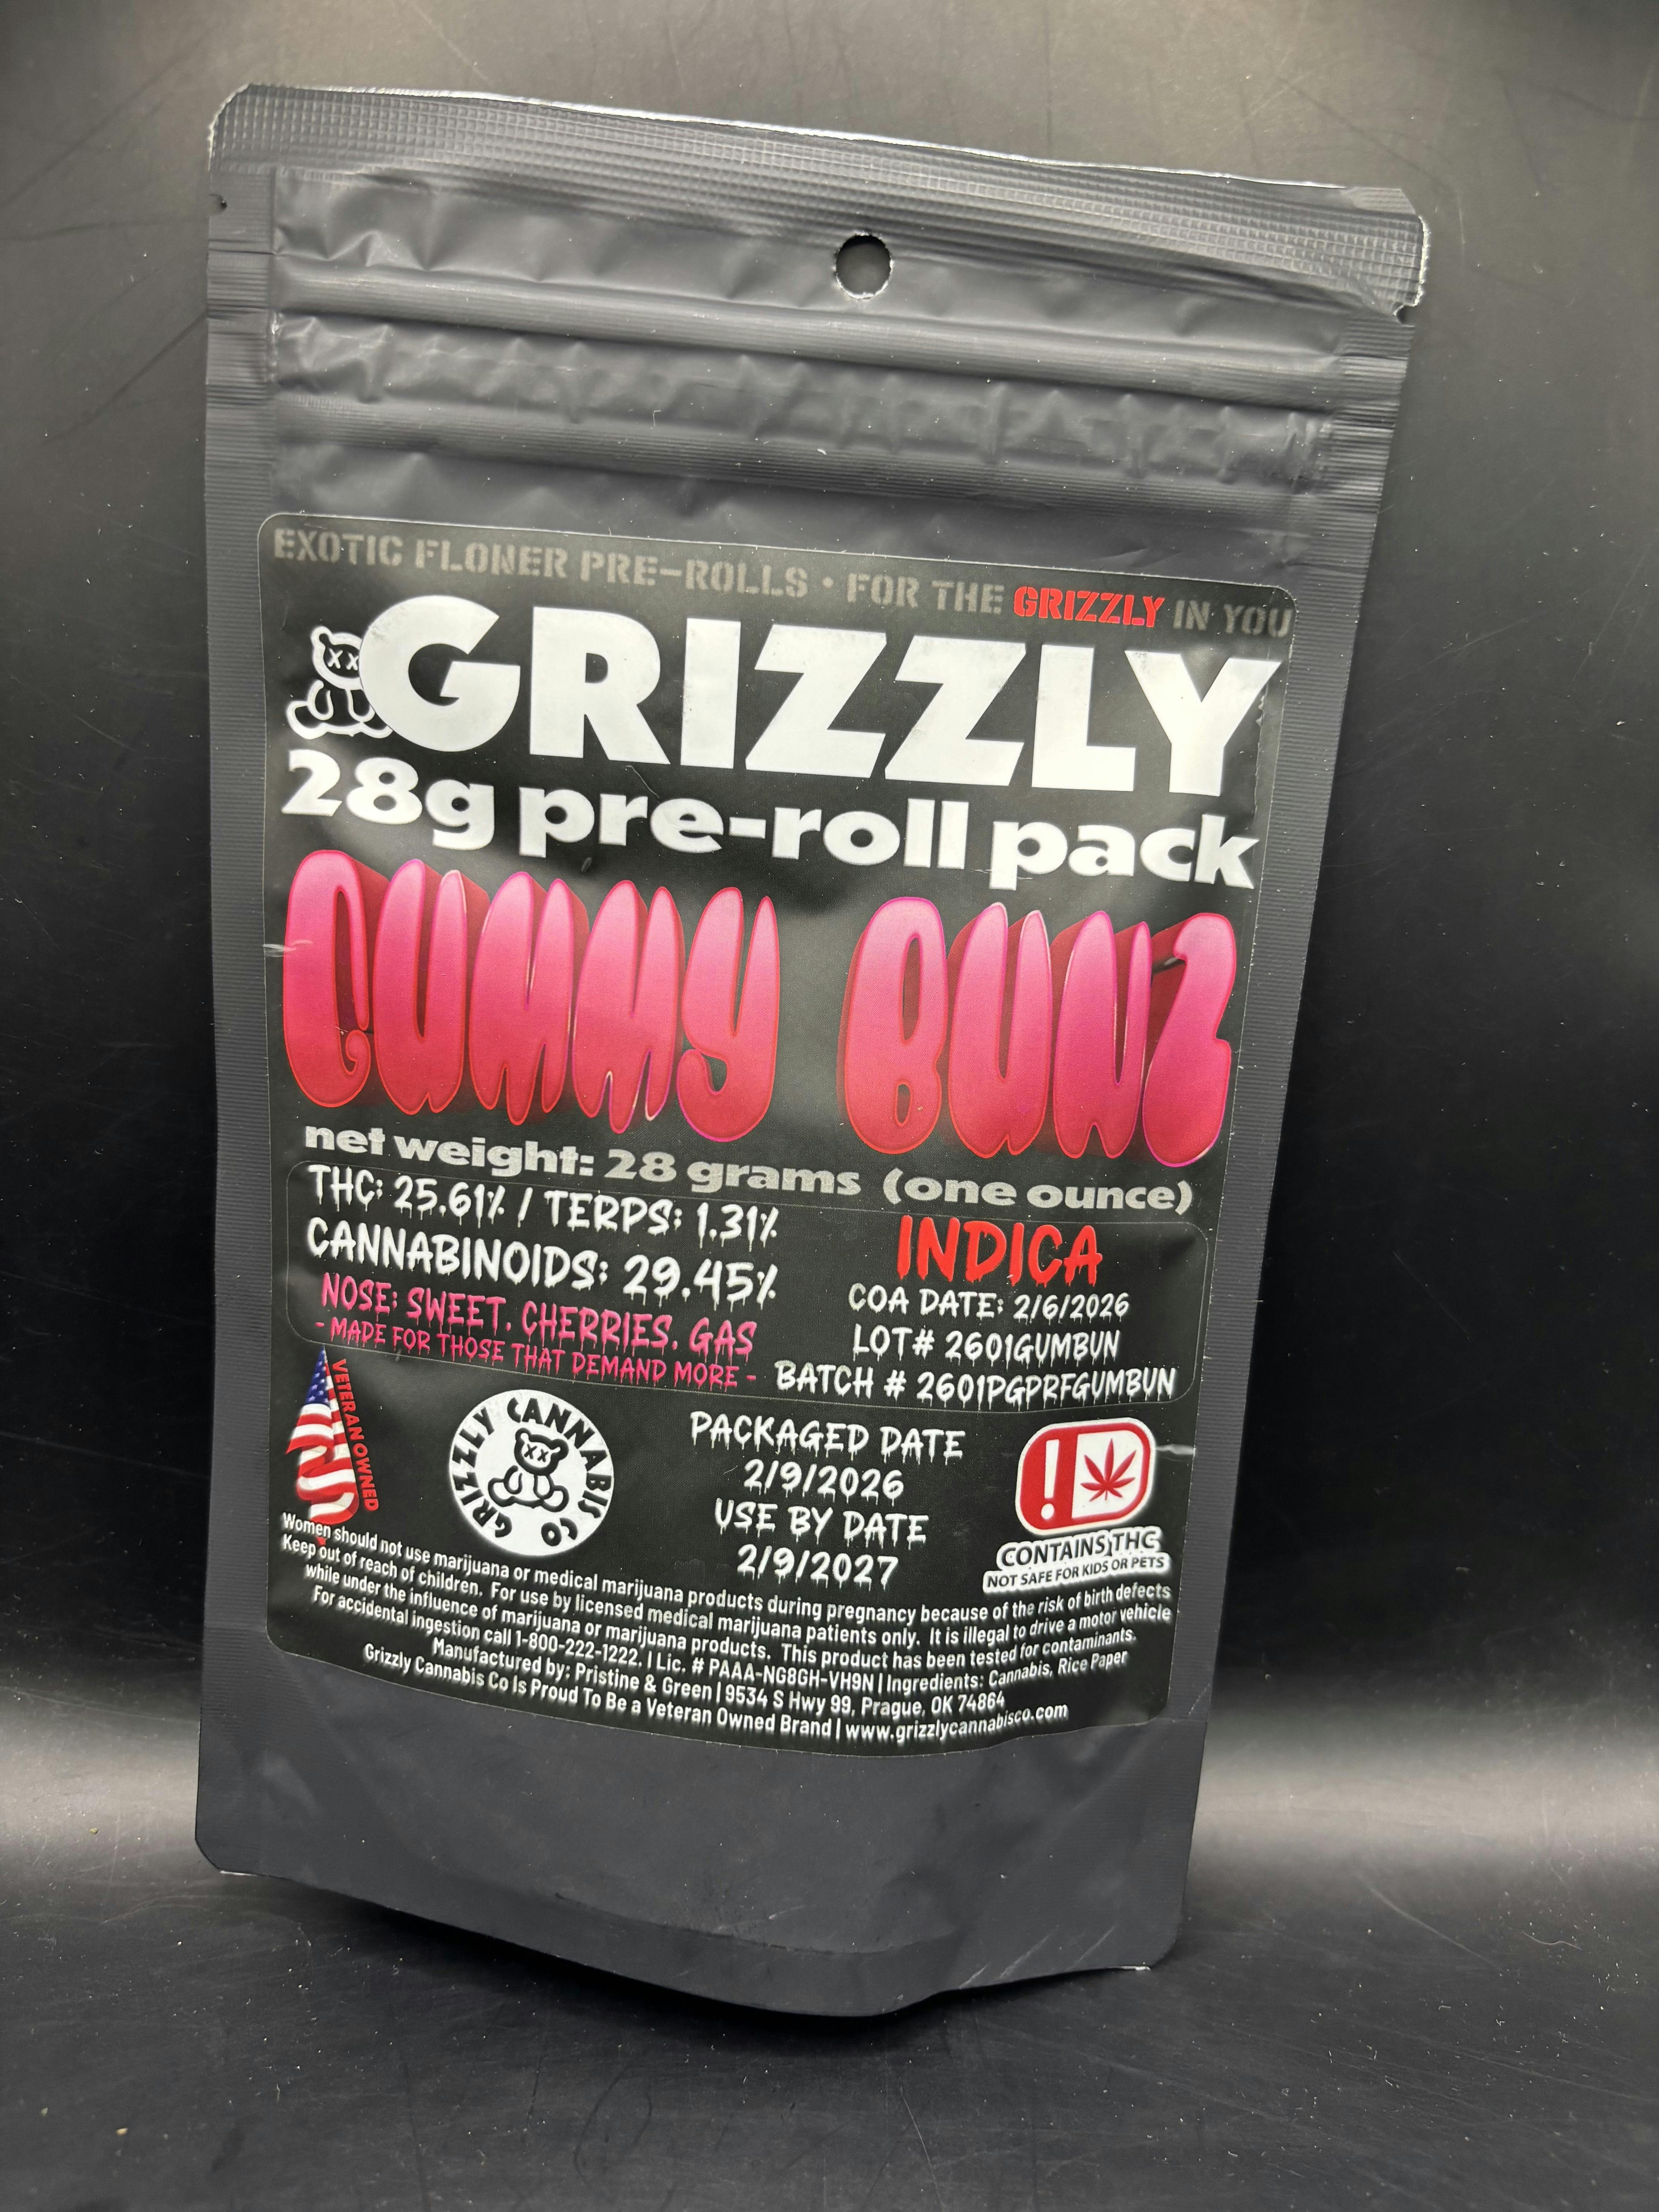 EXOTIC FLOWER PRE-ROLLS • FOR THE GRIZZLY IN YOU
GRIZZLY
28g pre-roll pack
GUMMY BUNZ
net weight: 28 grams (one ounce)
THC: 25.61% / TERPS: 1.31%
CANNABINOIDS: 29.45%
NOSE: SWEET, CHERRIES, GAS
- MADE FOR THOSE THAT DEMAND MORE -
INDICA
COA DATE: 2/6/2026
LOT# 2601GUMBUN
BATCH # 2601PGPRFGUMBUN
VETERAN OWNED
GRIZZLY CANNABIS CO
PACKAGED DATE
2/9/2026
USE BY DATE
2/9/2027
!
CONTAINS THC
NOT SAFE FOR KIDS OR PETS
Women should not use marijuana or medical marijuana products during pregnancy because of the risk of birth defects
Keep out of reach of children. For use by licensed medical marijuana patients only. It is illegal to drive a motor vehicle
while under the influence of marijuana or marijuana products. This product has been tested for contaminants.
For accidental ingestion call 1-800-222-1222. | Lic. # PAAA-NG8GH-VH9N | Ingredients: Cannabis, Rice Paper
Manufactured by: Pristine & Green | 9534 S Hwy 99, Prague, OK 74864
Grizzly Cannabis Co Is Proud To Be a Veteran Owned Brand | www.grizzlycannabisco.com